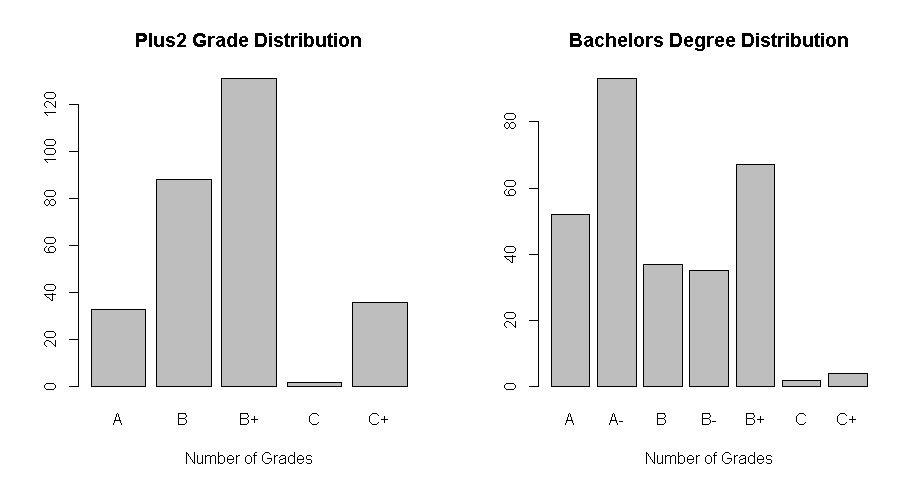 Plus2 Grade Distribution
120
100
80
60
40
20
0
A B B+ C C+
Number of Grades
Bachelors Degree Distribution
80
60
40
20
0
A A- B B- B+ C C+
Number of Grades